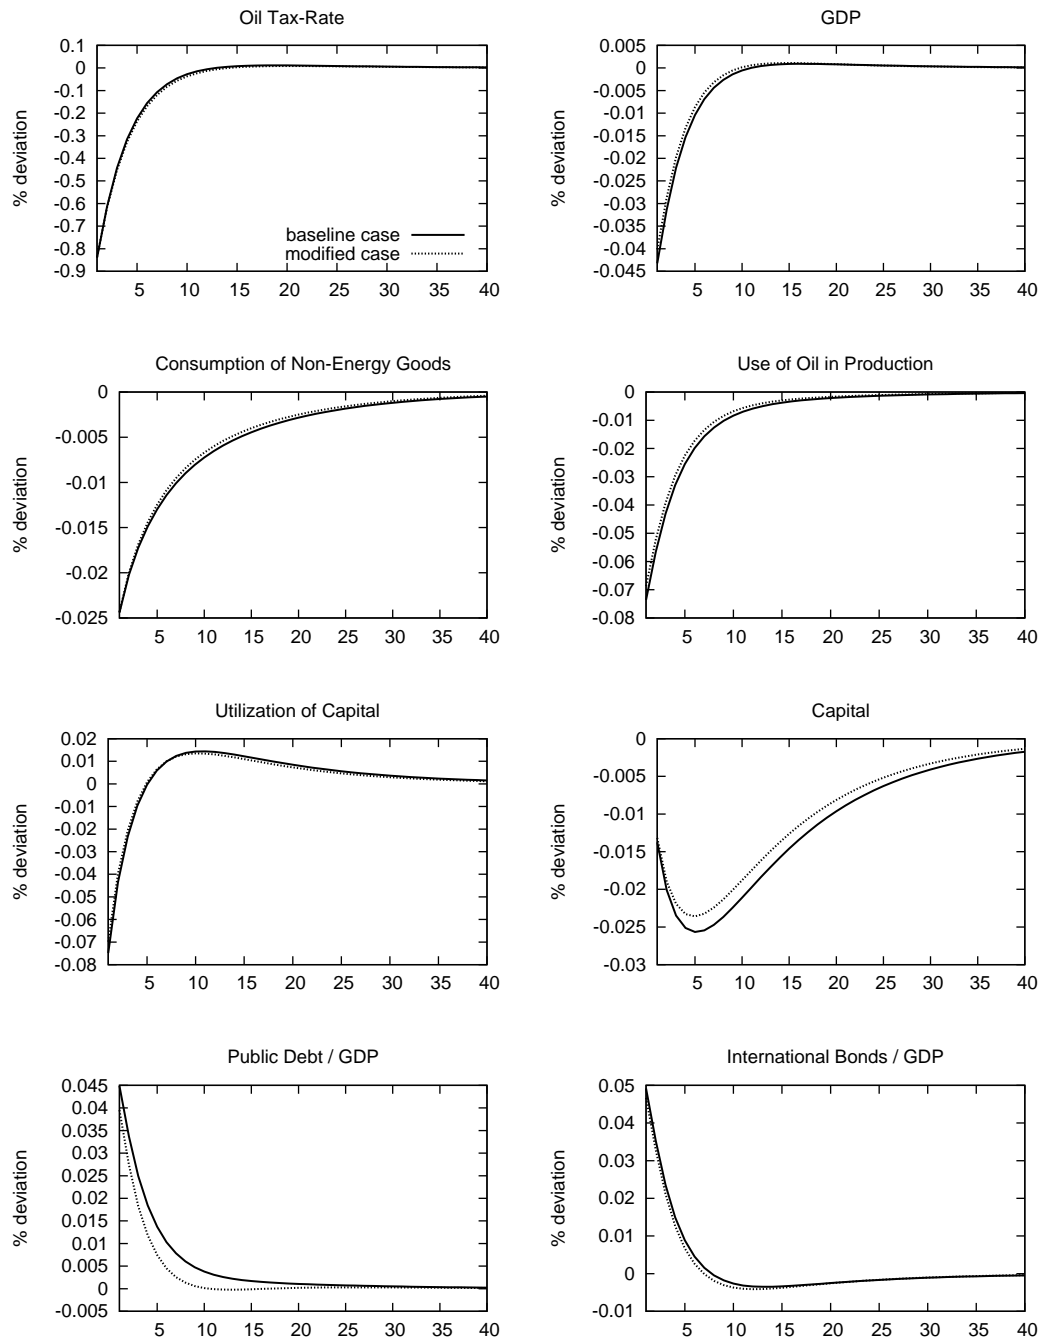 Oil Tax-Rate
0.1
0
-0.1
-0.2
-0.3
-0.4
-0.5
-0.6
-0.7
-0.8
-0.9
% deviation
baseline case
modified case
5 10 15 20 25 30 35 40
GDP
0.005
0
-0.005
-0.01
-0.015
-0.02
-0.025
-0.03
-0.035
-0.04
-0.045
% deviation
5 10 15 20 25 30 35 40
Consumption of Non-Energy Goods
0
-0.005
-0.01
-0.015
-0.02
-0.025
% deviation
5 10 15 20 25 30 35 40
Use of Oil in Production
0
-0.01
-0.02
-0.03
-0.04
-0.05
-0.06
-0.07
-0.08
% deviation
5 10 15 20 25 30 35 40
Utilization of Capital
0.02
0.01
0
-0.01
-0.02
-0.03
-0.04
-0.05
-0.06
-0.07
-0.08
% deviation
5 10 15 20 25 30 35 40
Capital
0
-0.005
-0.01
-0.015
-0.02
-0.025
-0.03
% deviation
5 10 15 20 25 30 35 40
Public Debt / GDP
0.045
0.04
0.035
0.03
0.025
0.02
0.015
0.01
0.005
0
-0.005
% deviation
5 10 15 20 25 30 35 40
International Bonds / GDP
0.05
0.04
0.03
0.02
0.01
0
-0.01
% deviation
5 10 15 20 25 30 35 40